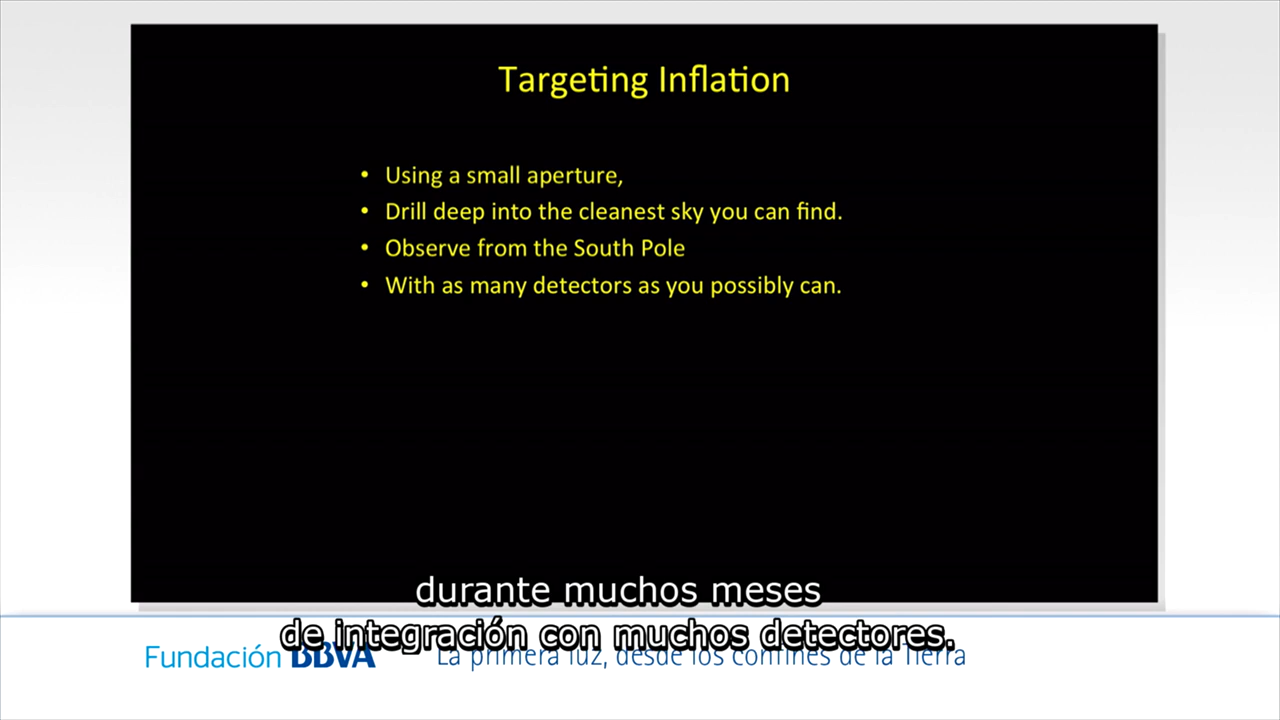 Targeting Inflation
• Using a small aperture,
• Drill deep into the cleanest sky you can find.
• Observe from the South Pole
• With as many detectors as you possibly can.
durante muchos meses
de integración con muchos detectores.
Fundación BBVA
La primera luz, desde los confines de la Tierra